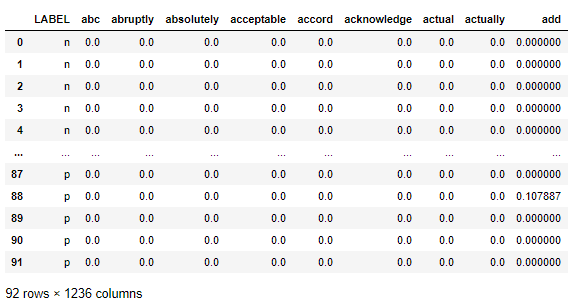 LABEL abc abruptly absolutely acceptable accord acknowledge actual actually add
0 n 0.0 0.0 0.0 0.0 0.0 0.0 0.0 0.0 0.000000
1 n 0.0 0.0 0.0 0.0 0.0 0.0 0.0 0.0 0.000000
2 n 0.0 0.0 0.0 0.0 0.0 0.0 0.0 0.0 0.000000
3 n 0.0 0.0 0.0 0.0 0.0 0.0 0.0 0.0 0.000000
4 n 0.0 0.0 0.0 0.0 0.0 0.0 0.0 0.0 0.000000
... ... ... ... ... ... ... ... ... ... ...
87 p 0.0 0.0 0.0 0.0 0.0 0.0 0.0 0.0 0.000000
88 p 0.0 0.0 0.0 0.0 0.0 0.0 0.0 0.0 0.107887
89 p 0.0 0.0 0.0 0.0 0.0 0.0 0.0 0.0 0.000000
90 p 0.0 0.0 0.0 0.0 0.0 0.0 0.0 0.0 0.000000
91 p 0.0 0.0 0.0 0.0 0.0 0.0 0.0 0.0 0.000000
92 rows × 1236 columns